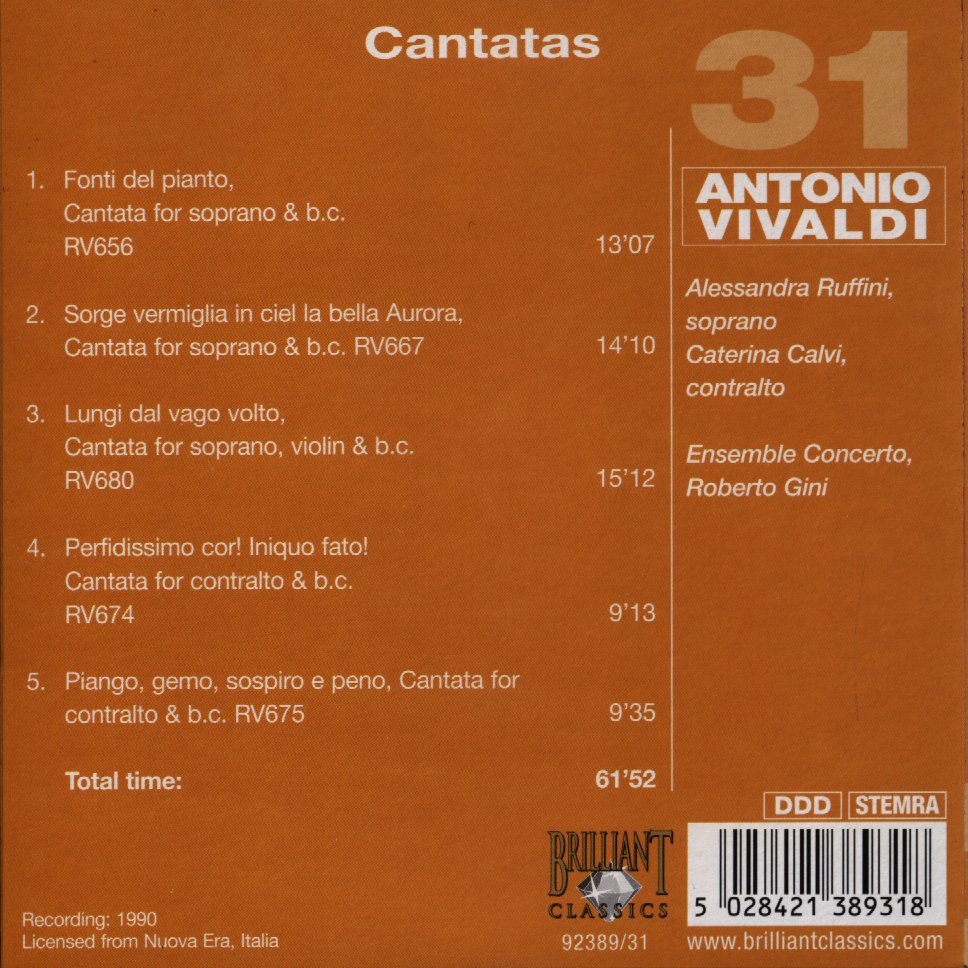 Cantatas
1. Fonti del pianto,
Cantata for soprano & b.c.
RV656 13'07
2. Sorge vermiglia in ciel la bella Aurora,
Cantata for soprano & b.c. RV667 14'10
3. Lungi dal vago volto,
Cantata for soprano, violin & b.c.
RV680 15'12
4. Perfidissimo cor! Iniquo fato!
Cantata for contralto & b.c.
RV674 9'13
5. Piango, gemo, sospiro e peno, Cantata for
contralto & b.c. RV675 9'35
Total time: 61'52
31
ANTONIO
VIVALDI
Alessandra Ruffini,
soprano
Caterina Calvi,
contralto
Ensemble Concerto,
Roberto Gini
DDD STEMRA
BRILLIANT
CLASSICS
5 028421 389318
Recording: 1990
Licensed from Nuova Era, Italia
92389/31 www.brilliantclassics.com